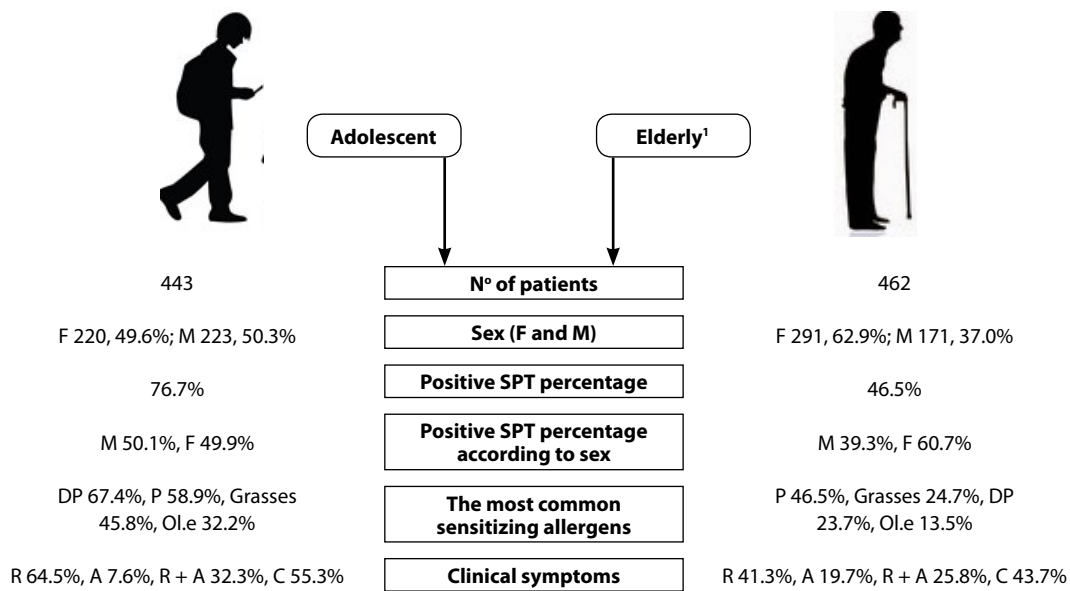 Adolescent
Elderly¹
443
Nº of patients
462
F 220, 49.6%; M 223, 50.3%
Sex (F and M)
F 291, 62.9%; M 171, 37.0%
76.7%
Positive SPT percentage
46.5%
M 50.1%, F 49.9%
Positive SPT percentage
according to sex
M 39.3%, F 60.7%
DP 67.4%, P 58.9%, Grasses
45.8%, Ol.e 32.2%
The most common
sensitizing allergens
P 46.5%, Grasses 24.7%, DP
23.7%, Ol.e 13.5%
R 64.5%, A 7.6%, R + A 32.3%, C 55.3%
Clinical symptoms
R 41.3%, A 19.7%, R + A 25.8%, C 43.7%